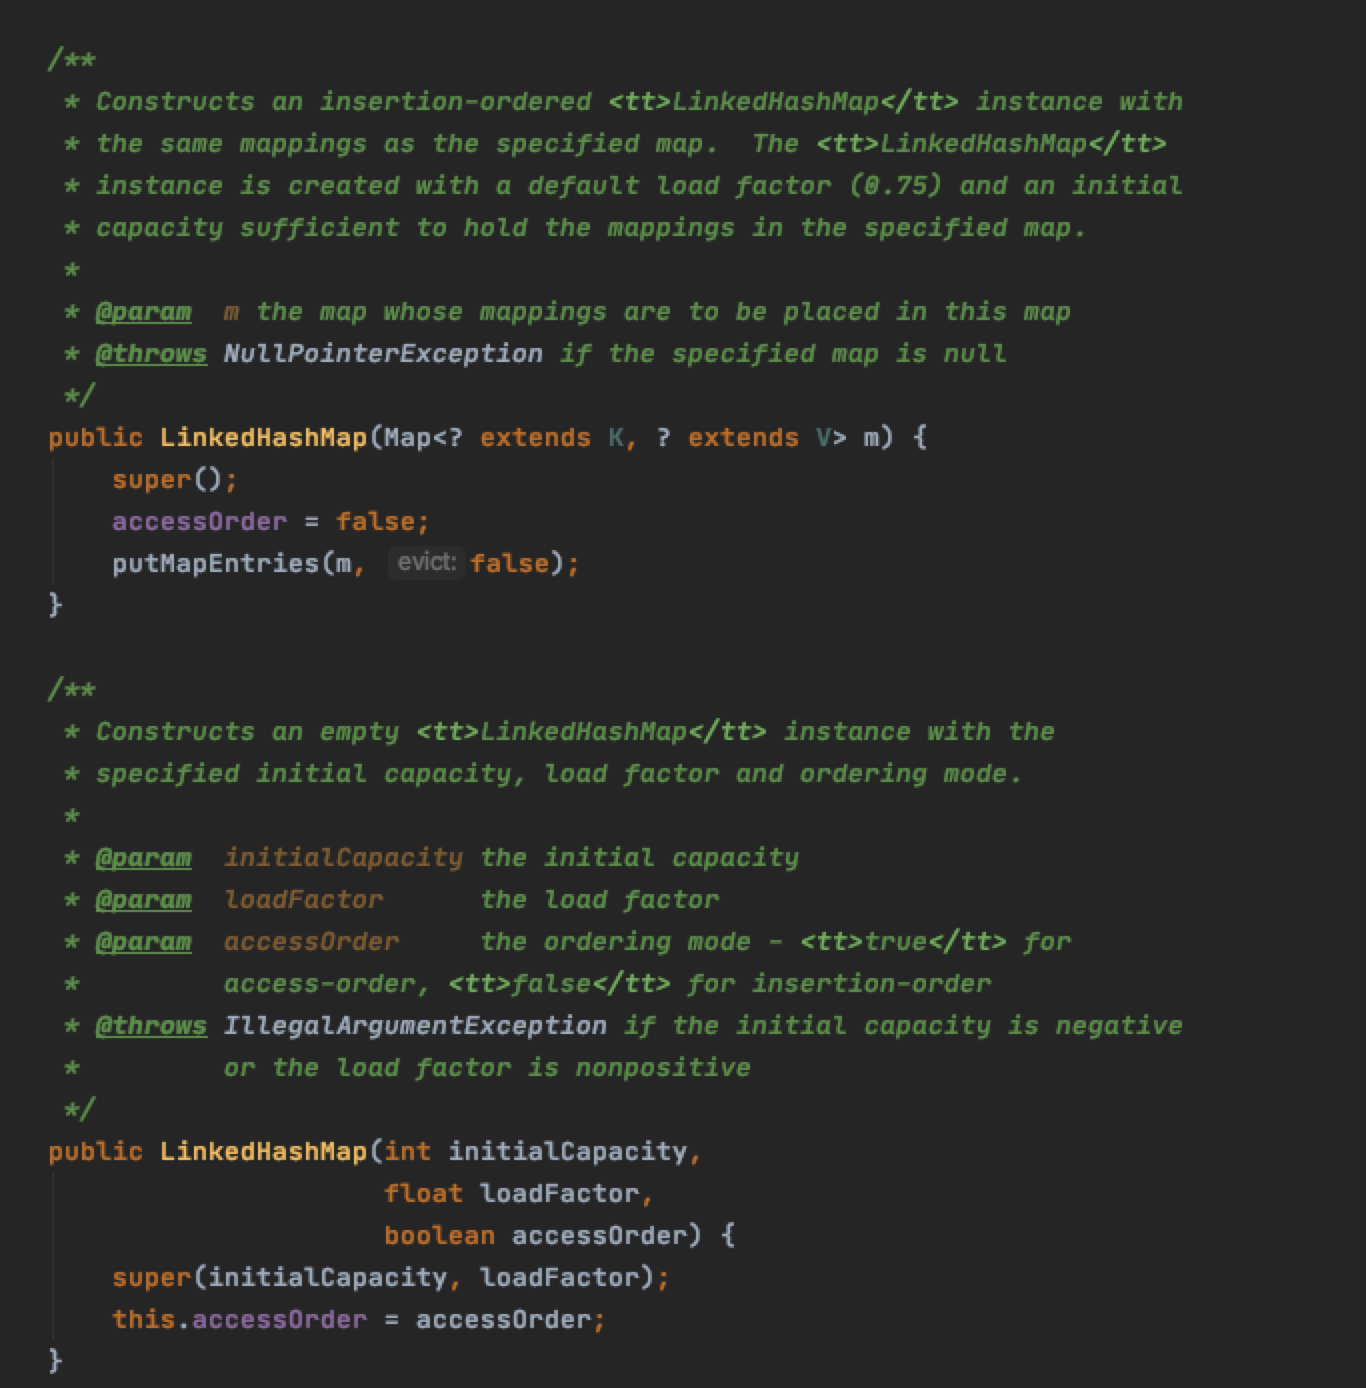 /**
 * Constructs an insertion-ordered <tt>LinkedHashMap</tt> instance with
 * the same mappings as the specified map.  The <tt>LinkedHashMap</tt>
 * instance is created with a default load factor (0.75) and an initial
 * capacity sufficient to hold the mappings in the specified map.
 *
 * @param  m the map whose mappings are to be placed in this map
 * @throws NullPointerException if the specified map is null
 */
public LinkedHashMap(Map<? extends K, ? extends V> m) {
    super();
    accessOrder = false;
    putMapEntries(m, evict: false);
}

/**
 * Constructs an empty <tt>LinkedHashMap</tt> instance with the
 * specified initial capacity, load factor and ordering mode.
 *
 * @param  initialCapacity the initial capacity
 * @param  loadFactor      the load factor
 * @param  accessOrder     the ordering mode - <tt>true</tt> for
 *         access-order, <tt>false</tt> for insertion-order
 * @throws IllegalArgumentException if the initial capacity is negative
 *         or the load factor is nonpositive
 */
public LinkedHashMap(int initialCapacity,
                     float loadFactor,
                     boolean accessOrder) {
    super(initialCapacity, loadFactor);
    this.accessOrder = accessOrder;
}